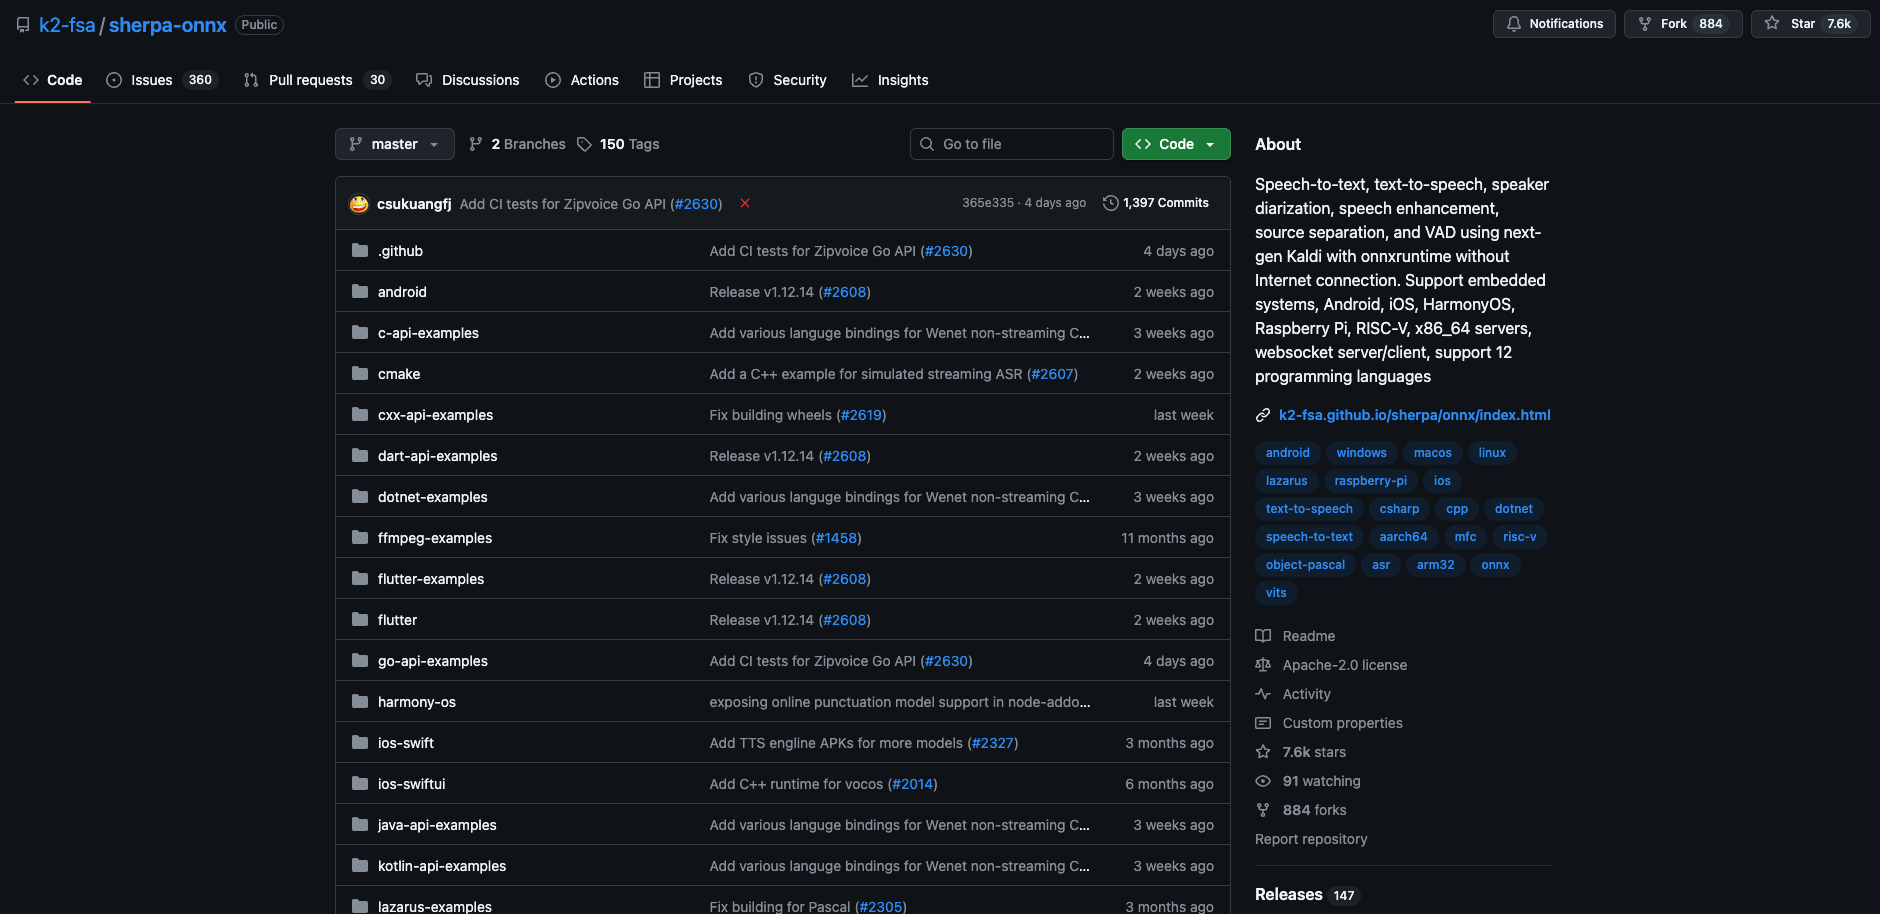 k2-fsa / sherpa-onnx Public
Notifications
Fork 884
Star 7.6k
Code
Issues 360
Pull requests 30
Discussions
Actions
Projects
Security
Insights
master
2 Branches
150 Tags
Go to file
Code
csukuangfj Add CI tests for Zipvoice Go API (#2630)
365e335 · 4 days ago
1,397 Commits
.github Add CI tests for Zipvoice Go API (#2630) 4 days ago
android Release v1.12.14 (#2608) 2 weeks ago
c-api-examples Add various languge bindings for Wenet non-streaming C... 3 weeks ago
cmake Add a C++ example for simulated streaming ASR (#2607) 2 weeks ago
cxx-api-examples Fix building wheels (#2619) last week
dart-api-examples Release v1.12.14 (#2608) 2 weeks ago
dotnet-examples Add various languge bindings for Wenet non-streaming C... 3 weeks ago
ffmpeg-examples Fix style issues (#1458) 11 months ago
flutter-examples Release v1.12.14 (#2608) 2 weeks ago
flutter Release v1.12.14 (#2608) 2 weeks ago
go-api-examples Add CI tests for Zipvoice Go API (#2630) 4 days ago
harmony-os exposing online punctuation model support in node-addo... last week
ios-swift Add TTS engline APKs for more models (#2327) 3 months ago
ios-swiftui Add C++ runtime for vocos (#2014) 6 months ago
java-api-examples Add various languge bindings for Wenet non-streaming C... 3 weeks ago
kotlin-api-examples Add various languge bindings for Wenet non-streaming C... 3 weeks ago
lazarus-examples Fix building for Pascal (#2305) 3 months ago
About
Speech-to-text, text-to-speech, speaker
diarization, speech enhancement,
source separation, and VAD using next-
gen Kaldi with onnxruntime without
Internet connection. Support embedded
systems, Android, iOS, HarmonyOS,
Raspberry Pi, RISC-V, x86_64 servers,
websocket server/client, support 12
programming languages
k2-fsa.github.io/sherpa/onnx/index.html
android windows macos linux
lazarus raspberry-pi ios
text-to-speech csharp cpp dotnet
speech-to-text aarch64 mfc risc-v
object-pascal asr arm32 onnx
vits
Readme
Apache-2.0 license
Activity
Custom properties
7.6k stars
91 watching
884 forks
Report repository
Releases 147